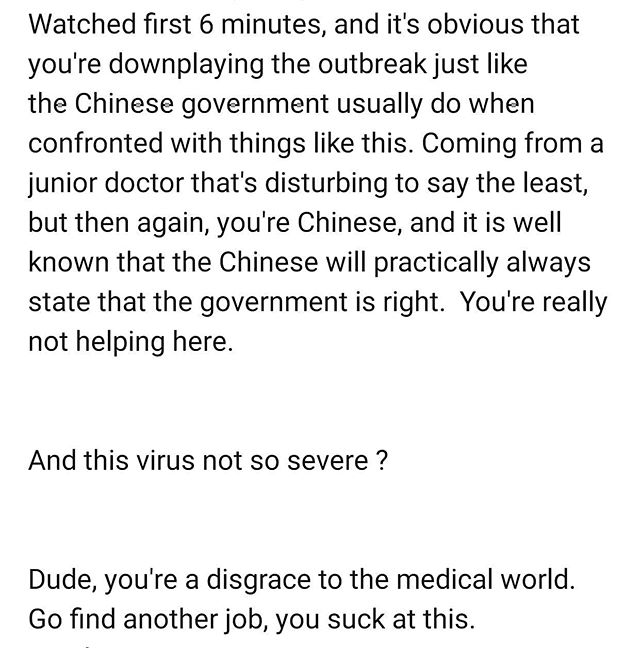 Watched first 6 minutes, and it's obvious that
you're downplaying the outbreak just like
the Chinese government usually do when
confronted with things like this. Coming from a
junior doctor that's disturbing to say the least,
but then again, you're Chinese, and it is well
known that the Chinese will practically always
state that the government is right.  You're really
not helping here.
And this virus not so severe ?
Dude, you're a disgrace to the medical world.
Go find another job, you suck at this.